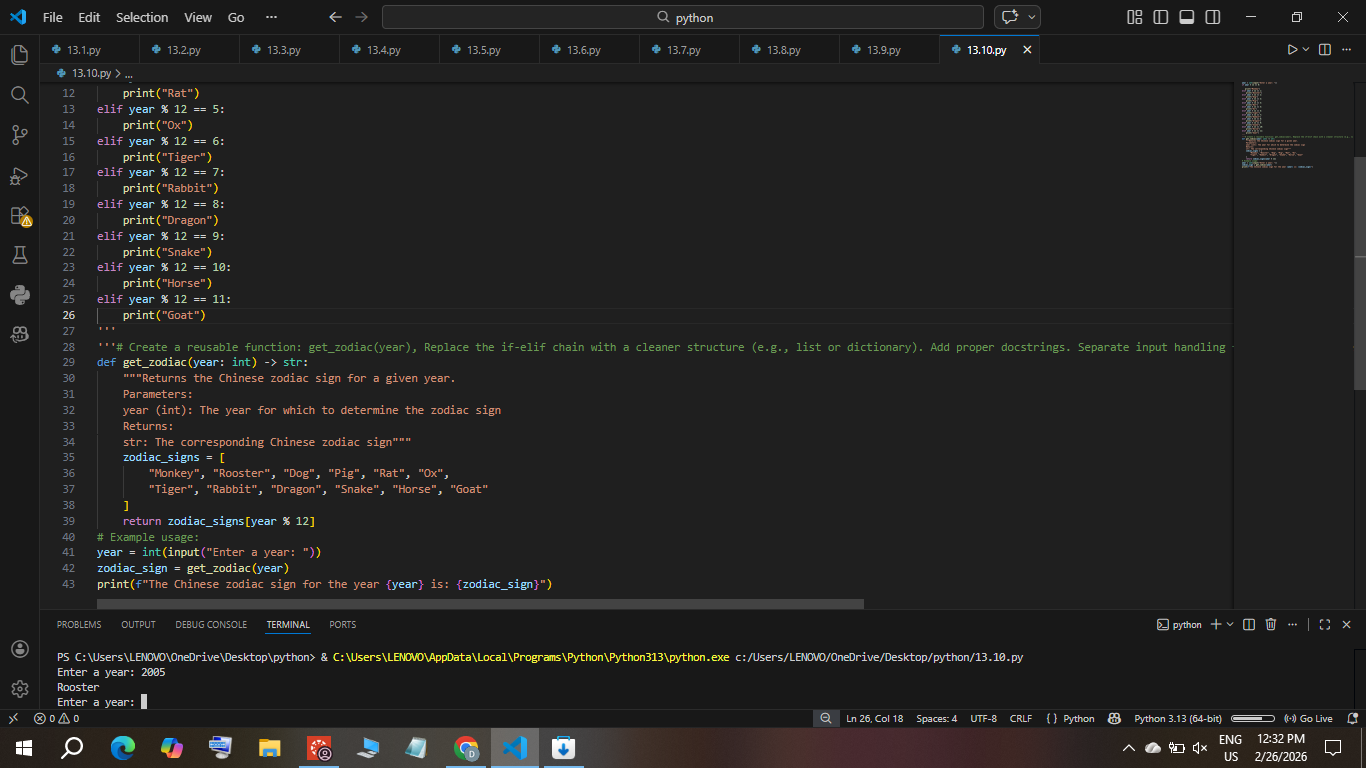 File Edit Selection View Go ··· python
13.1.py 13.2.py 13.3.py 13.4.py 13.5.py 13.6.py 13.7.py 13.8.py 13.9.py 13.10.py
13.10.py > ...
12 print("Rat")
13 elif year % 12 == 5:
14 print("Ox")
15 elif year % 12 == 6:
16 print("Tiger")
17 elif year % 12 == 7:
18 print("Rabbit")
19 elif year % 12 == 8:
20 print("Dragon")
21 elif year % 12 == 9:
22 print("Snake")
23 elif year % 12 == 10:
24 print("Horse")
25 elif year % 12 == 11:
26 print("Goat")
27 '''
28 '''# Create a reusable function: get_zodiac(year), Replace the if-elif chain with a cleaner structure (e.g., list or dictionary). Add proper docstrings. Separate input handling
29 def get_zodiac(year: int) -> str:
30 """Returns the Chinese zodiac sign for a given year.
31 Parameters:
32 year (int): The year for which to determine the zodiac sign
33 Returns:
34 str: The corresponding Chinese zodiac sign"""
35 zodiac_signs = [
36 "Monkey", "Rooster", "Dog", "Pig", "Rat", "Ox",
37 "Tiger", "Rabbit", "Dragon", "Snake", "Horse", "Goat"
38 ]
39 return zodiac_signs[year % 12]
40 # Example usage:
41 year = int(input("Enter a year: "))
42 zodiac_sign = get_zodiac(year)
43 print(f"The Chinese zodiac sign for the year {year} is: {zodiac_sign}")
PROBLEMS OUTPUT DEBUG CONSOLE TERMINAL PORTS python
PS C:\Users\LENOVO\OneDrive\Desktop\python> & C:\Users\LENOVO\AppData\Local\Programs\Python\Python313\python.exe c:/Users/LENOVO/OneDrive/Desktop/python/13.10.py
Enter a year: 2005
Rooster
Enter a year:
0 0 Ln 26, Col 18 Spaces: 4 UTF-8 CRLF { } Python Python 3.13 (64-bit) Go Live
ENG 12:32 PM
US 2/26/2026